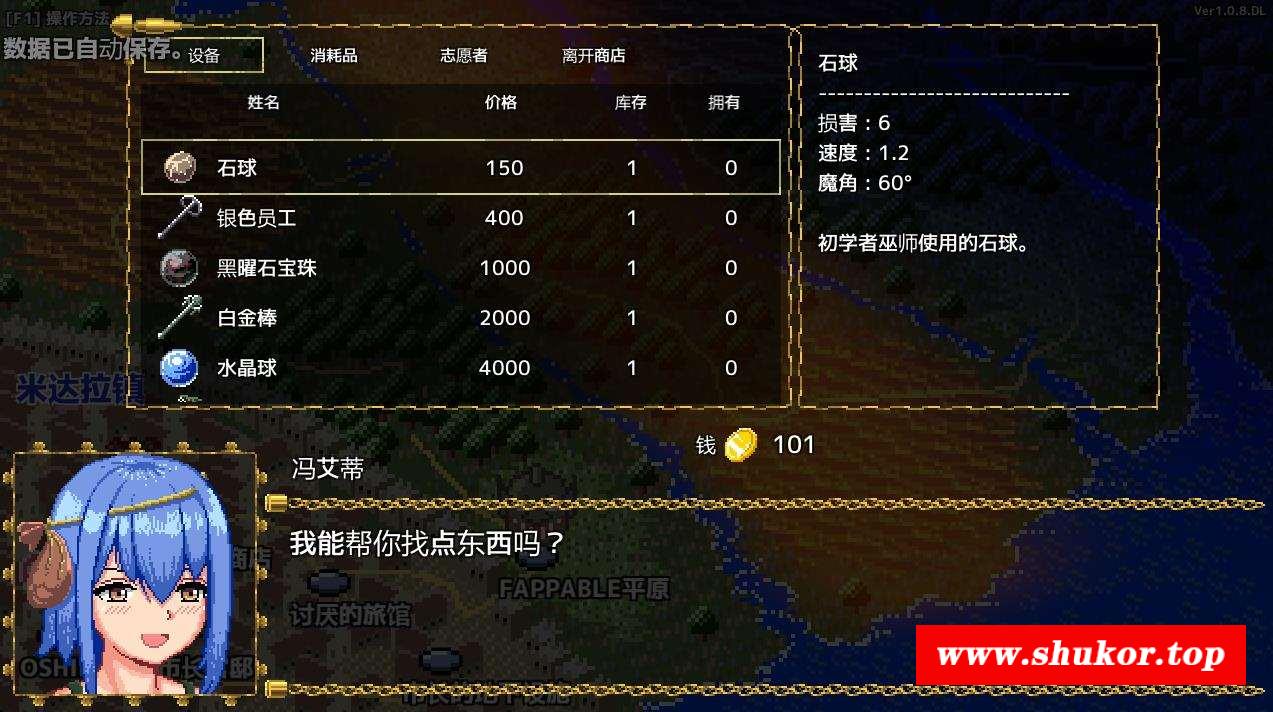 [F1] 操作方法
Ver1.0.8.DL
数据已自动保存。
设备 消耗品 志愿者 离开商店
姓名 价格 库存 拥有
石球 150 1 0
银色员工 400 1 0
黑曜石宝珠 1000 1 0
白金棒 2000 1 0
水晶球 4000 1 0
石球
----------------------------
损害：6
速度：1.2
魔角：60°
初学者巫师使用的石球。
米达拉镇
钱 101
冯艾蒂
我能帮你找点东西吗？
商店
FAPPABLE平原
讨厌的旅馆
OSHI
市长
邸
www.shukor.top